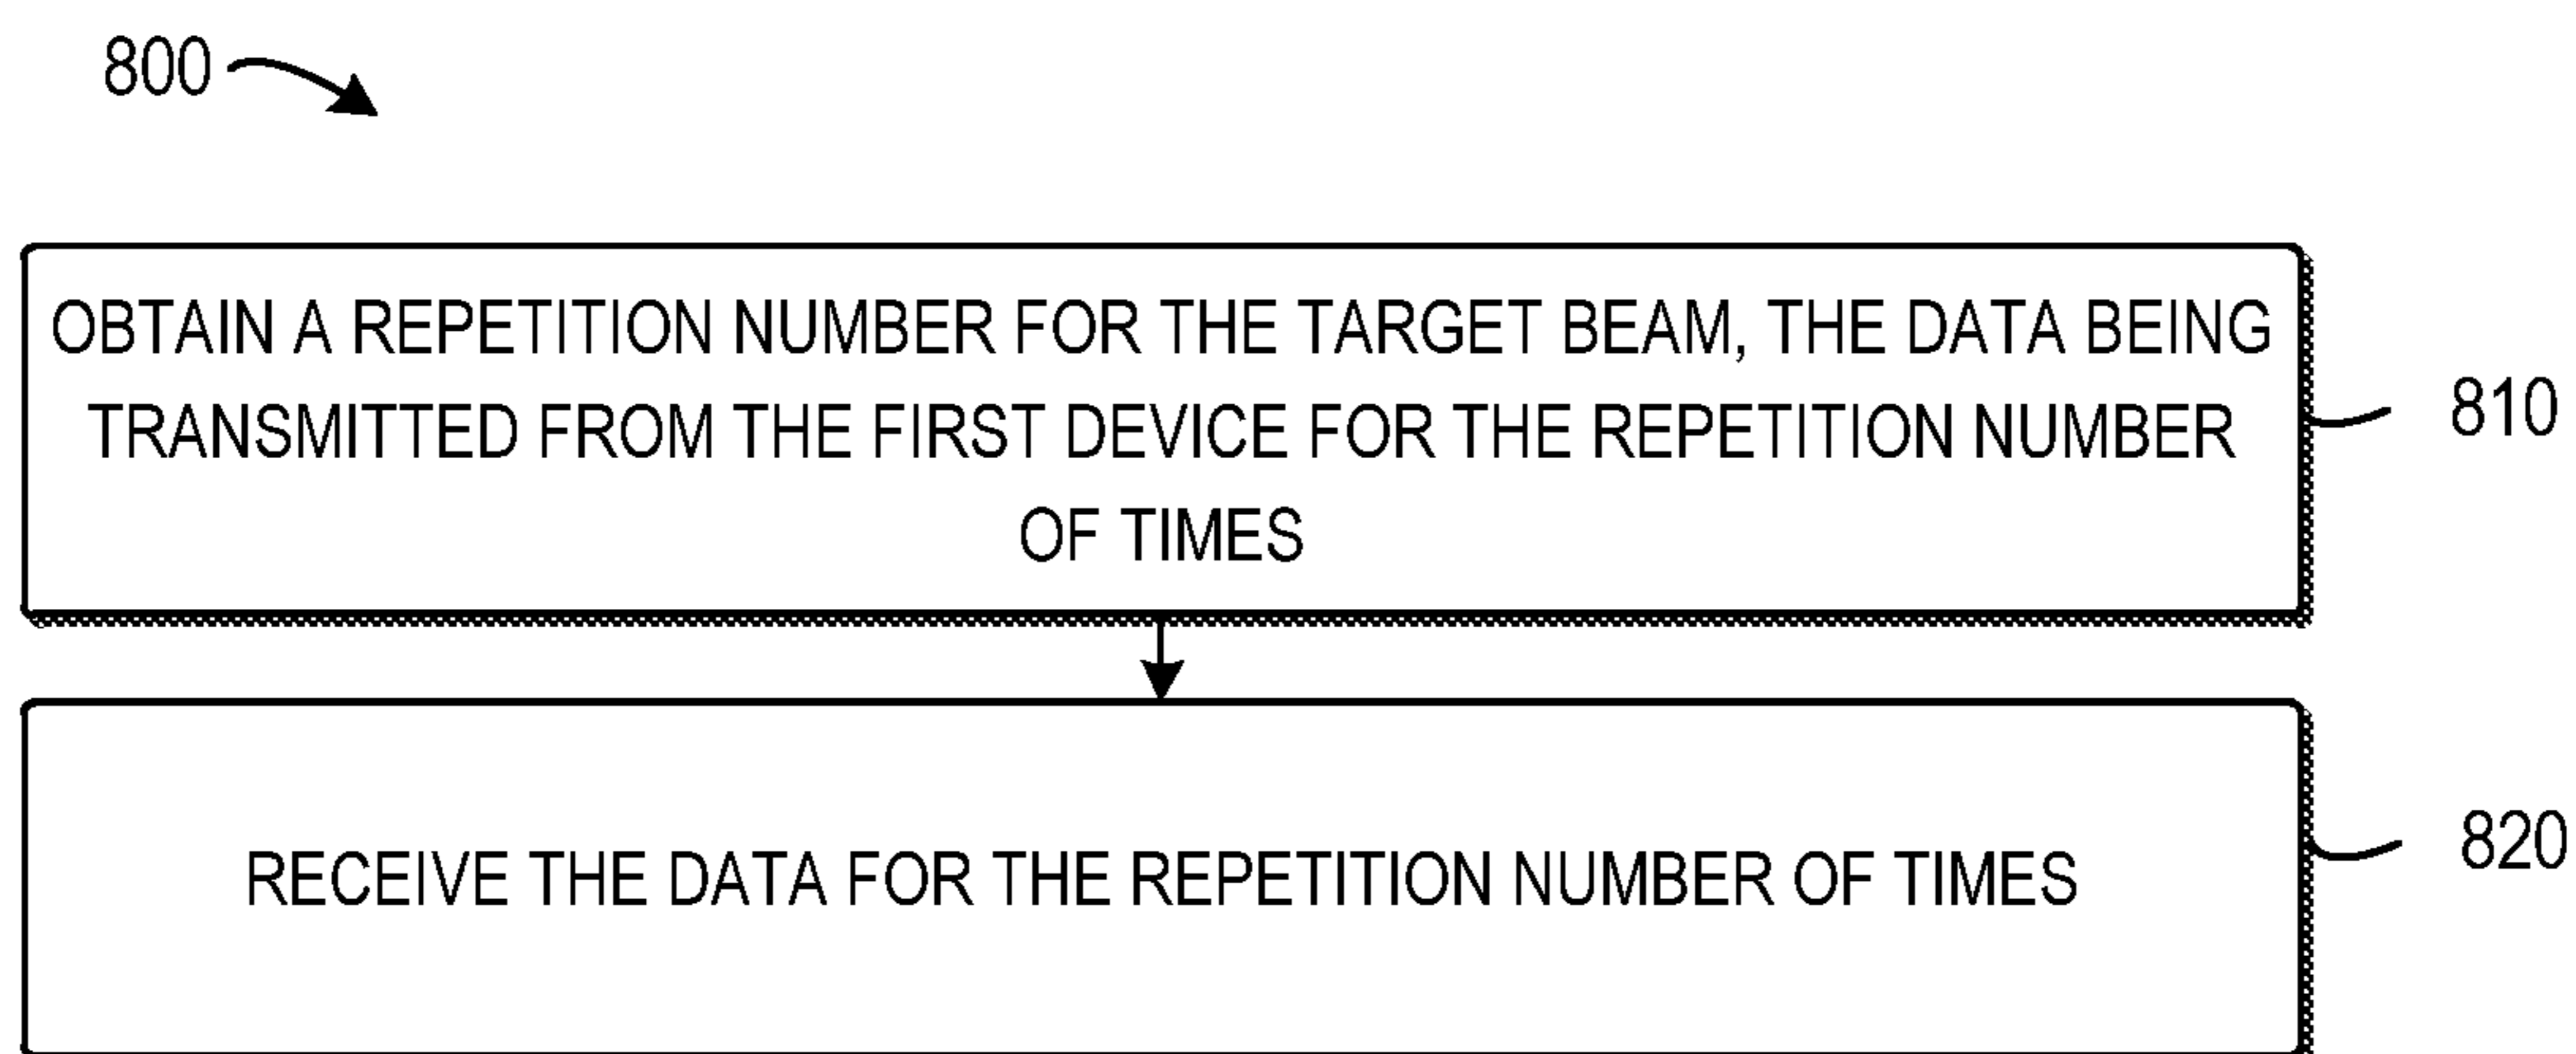 800
OBTAIN A REPETITION NUMBER FOR THE TARGET BEAM, THE DATA BEING
TRANSMITTED FROM THE FIRST DEVICE FOR THE REPETITION NUMBER
OF TIMES
810
RECEIVE THE DATA FOR THE REPETITION NUMBER OF TIMES
820